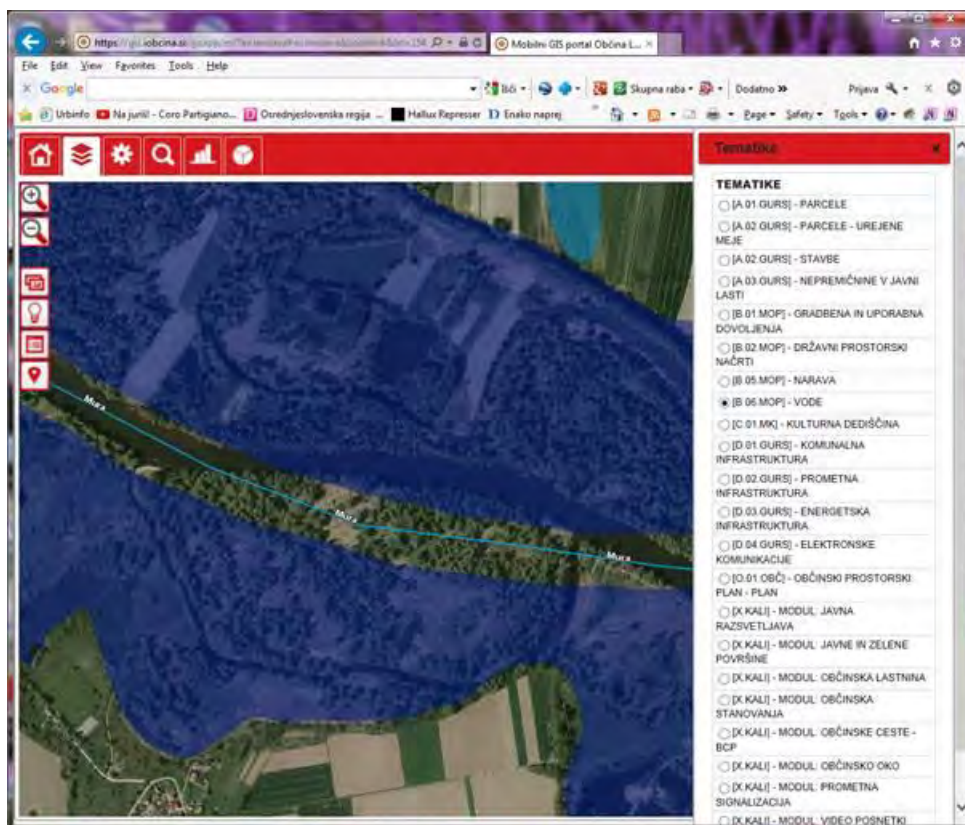 https://gis.iobcina.si
Mobilni GIS portal Občina L...
File Edit View Favorites Tools Help
Google
Išči
Skupna raba
Dodatno »
Prijava
Urbinfo
Na juriš! - Coro Partigiano...
Osrednjeslovenska regija ...
Hallux Represser
Enako naprej
Page
Safety
Tools
Tematike
TEMATIKE
[A.01.GURS] - PARCELE
[A.02.GURS] - PARCELE - UREJENE
MEJE
[A.02.GURS] - STAVBE
[A.03.GURS] - NEPREMIČNINE V JAVNI
LASTI
[B.01.MOP] - GRADBENA IN UPORABNA
DOVOLJENJA
[B.02.MOP] - DRŽAVNI PROSTORSKI
NAČRTI
[B.05.MOP] - NARAVA
[B.06.MOP] - VODE
[C.01.MK] - KULTURNA DEDIŠČINA
[D.01.GURS] - KOMUNALNA
INFRASTRUKTURA
[D.02.GURS] - PROMETNA
INFRASTRUKTURA
[D.03.GURS] - ENERGETSKA
INFRASTRUKTURA
[D.04.GURS] - ELEKTRONSKE
KOMUNIKACIJE
[O.01.OBČ] - OBČINSKI PROSTORSKI
PLAN - PLAN
[X.KALI] - MODUL: JAVNA
RAZSVETLJAVA
[X.KALI] - MODUL: JAVNE IN ZELENE
POVRŠINE
[X.KALI] - MODUL: OBČINSKA LASTNINA
[X.KALI] - MODUL: OBČINSKA
STANOVANJA
[X.KALI] - MODUL: OBČINSKE CESTE -
BCP
[X.KALI] - MODUL: OBČINSKO OKO
[X.KALI] - MODUL: PROMETNA
SIGNALIZACIJA
[X.KALI] - MODUL: VIDEO POSNETKI
Mura
Mura
Mura